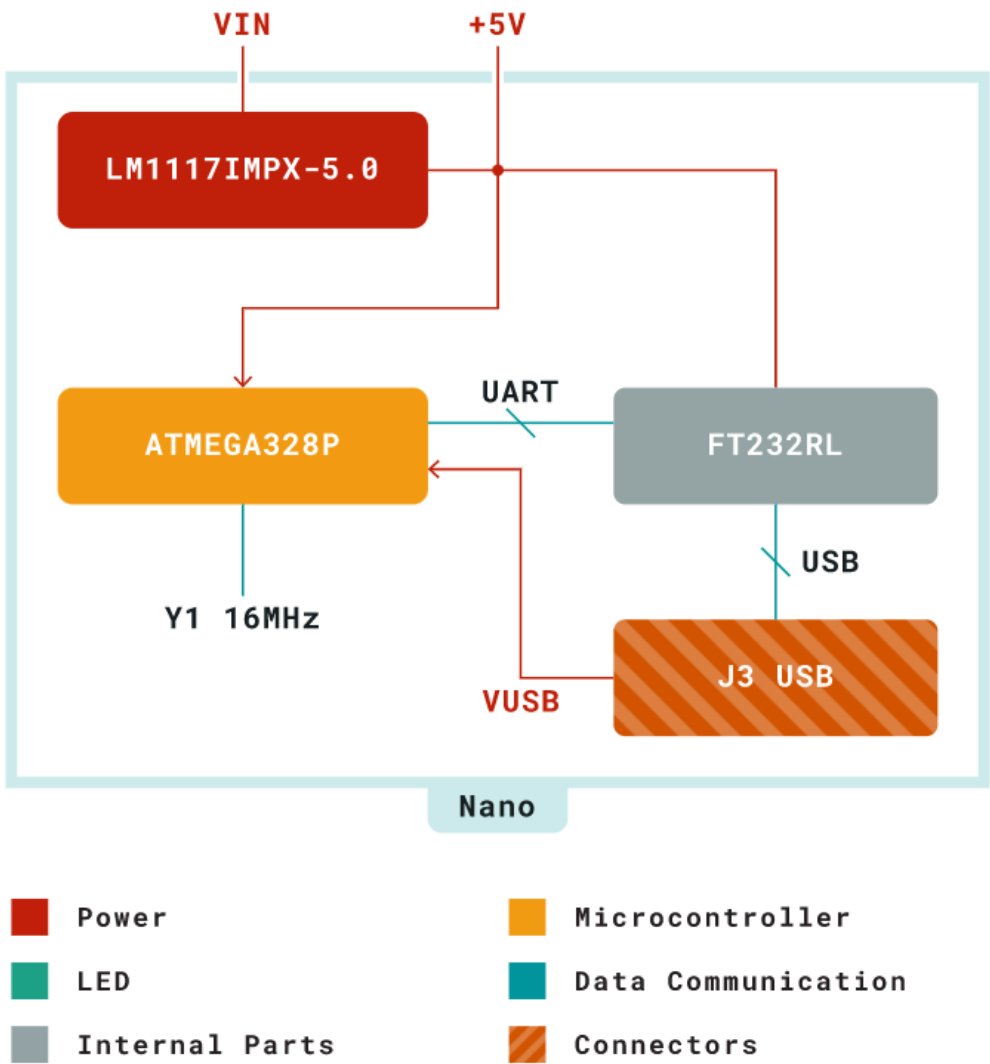 VIN
+5V
LM1117IMPX-5.0
UART
ATMEGA328P
FT232RL
USB
Y1 16MHz
J3 USB
VUSB
Nano
Power
Microcontroller
LED
Data Communication
Internal Parts
Connectors